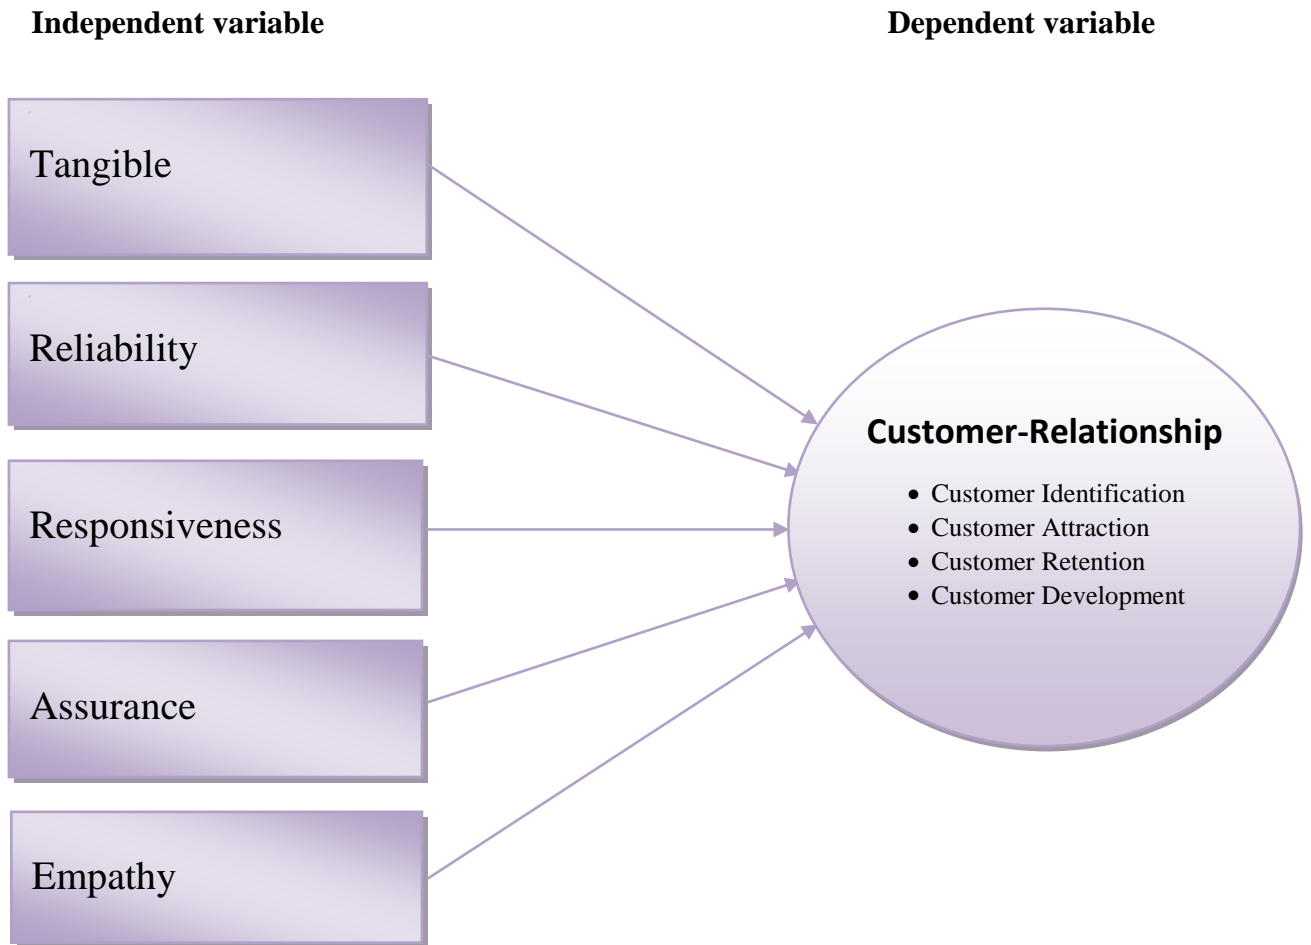 Independent variable
Dependent variable
Tangible
Reliability
Responsiveness
Assurance
Empathy
Customer-Relationship
• Customer Identification
• Customer Attraction
• Customer Retention
• Customer Development